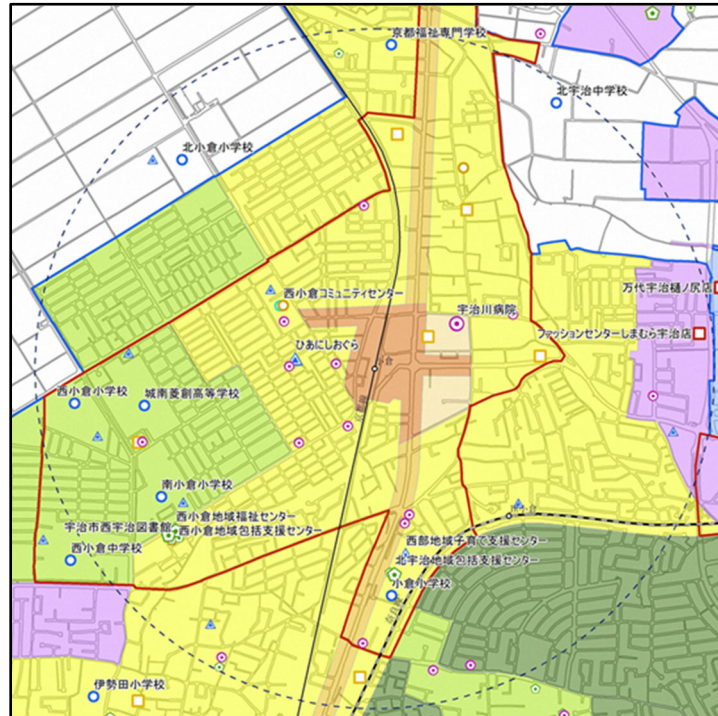 京都福祉専門学校
北宇治中学校
北小倉小学校
万代宇治樋ノ尻店
西小倉コミュニティセンター
宇治川病院
ファッションセンターしまむら宇治店
ひあにしおぐら
小倉
西小倉小学校
城南菱創高等学校
南小倉小学校
西小倉地域福祉センター
宇治市西宇治図書館
西小倉地域包括支援センター
西小倉中学校
西部地域子育て支援センター
北宇治地域包括支援センター
小倉小学校
伊勢田小学校